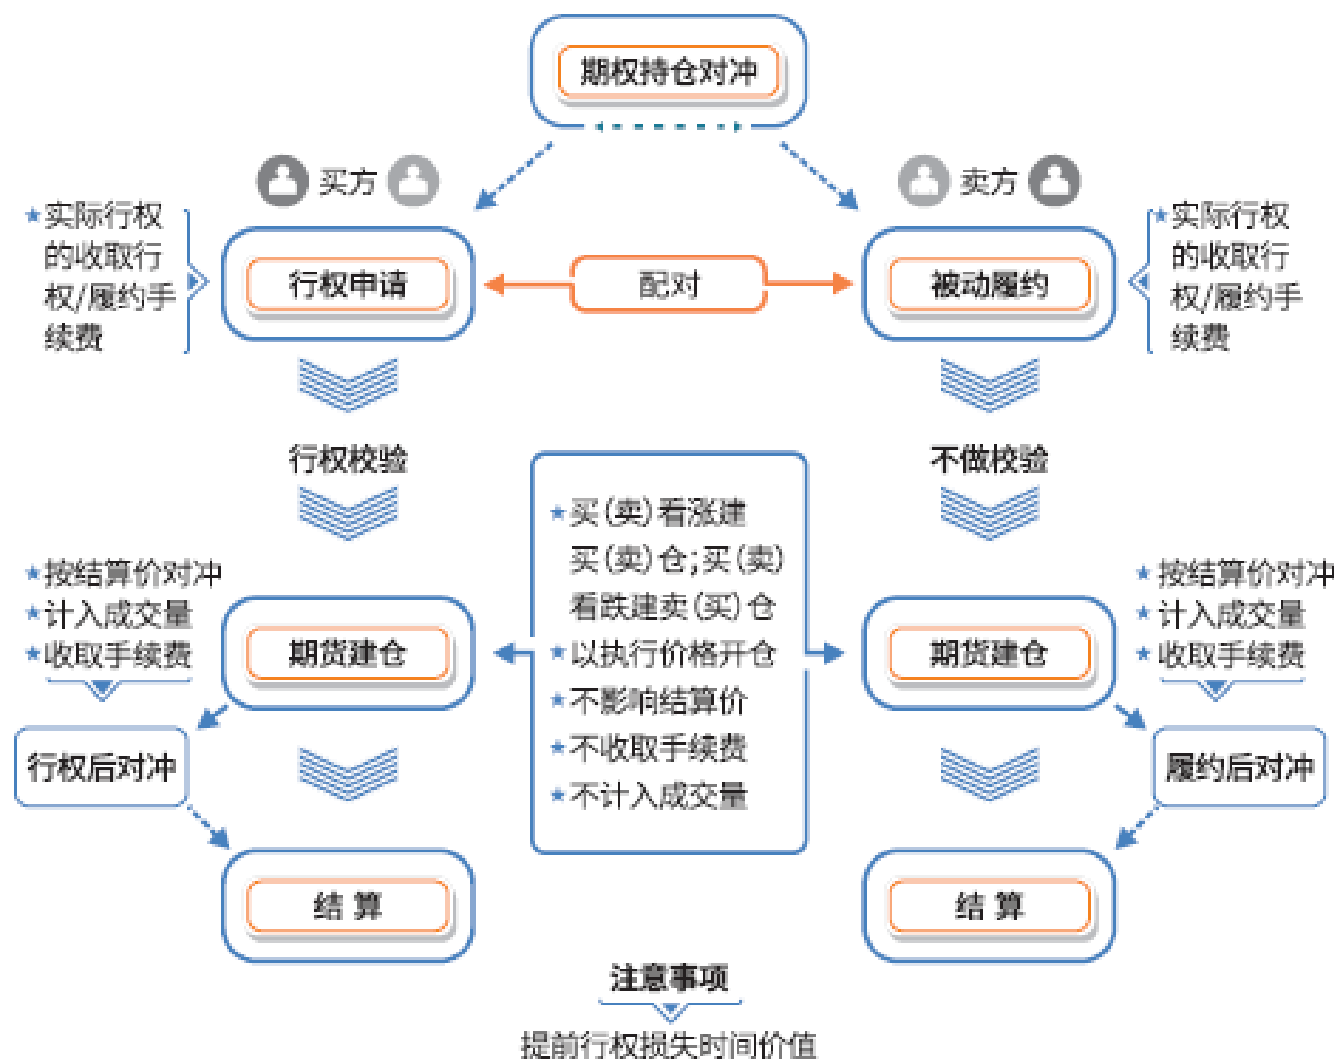 期权持仓对冲
买方
卖方
★实际行权
的收取行
权/履约手
续费
行权申请
配对
被动履约
★实际行权
的收取行
权/履约手
续费
行权校验
不做校验
★买(卖)看涨建
买(卖)仓;买(卖)
看跌建卖(买)仓
★以执行价格开仓
★不影响结算价
★不收取手续费
★不计入成交量
★按结算价对冲
★计入成交量
★收取手续费
期货建仓
期货建仓
★按结算价对冲
★计入成交量
★收取手续费
行权后对冲
履约后对冲
结 算
结 算
注意事项
提前行权损失时间价值